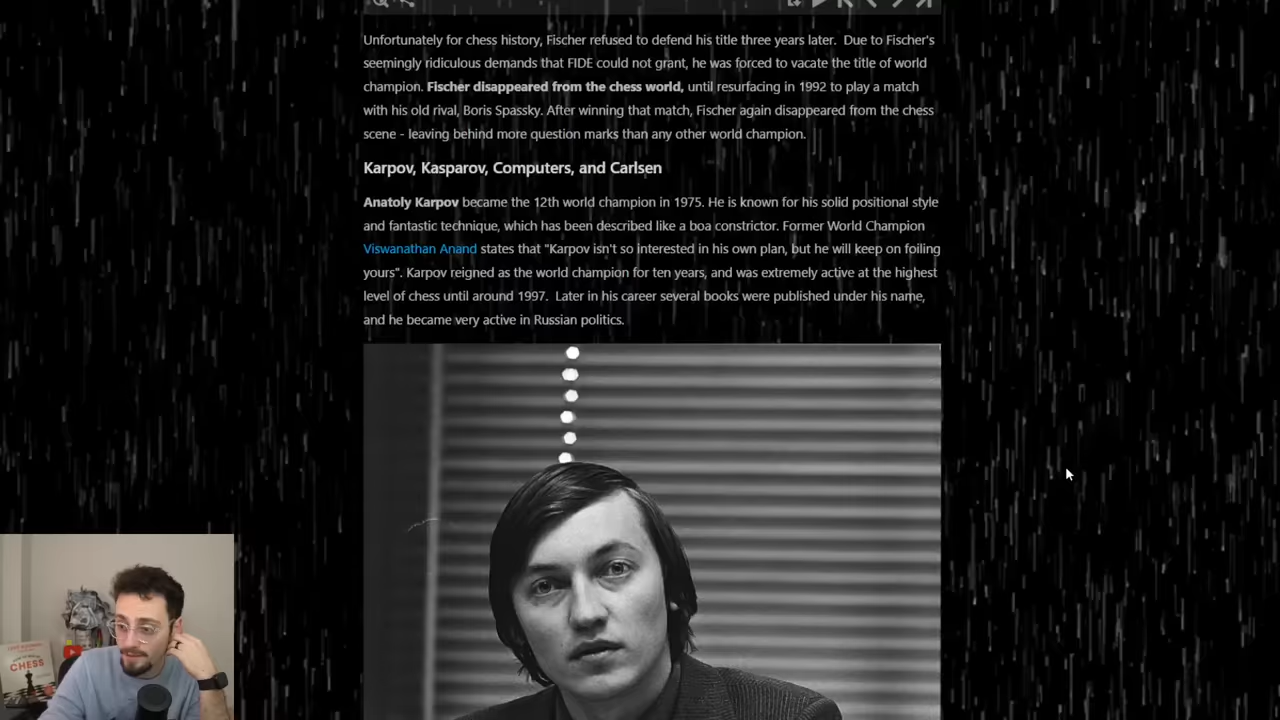 Unfortunately for chess history, Fischer refused to defend his title three years later.  Due to Fischer's
seemingly ridiculous demands that FIDE could not grant, he was forced to vacate the title of world
champion. Fischer disappeared from the chess world, until resurfacing in 1992 to play a match
with his old rival, Boris Spassky. After winning that match, Fischer again disappeared from the chess
scene - leaving behind more question marks than any other world champion.
Karpov, Kasparov, Computers, and Carlsen
Anatoly Karpov became the 12th world champion in 1975. He is known for his solid positional style
and fantastic technique, which has been described like a boa constrictor. Former World Champion
Viswanathan Anand states that "Karpov isn't so interested in his own plan, but he will keep on foiling
yours". Karpov reigned as the world champion for ten years, and was extremely active at the highest
level of chess until around 1997.  Later in his career several books were published under his name,
and he became very active in Russian politics.
CHESS